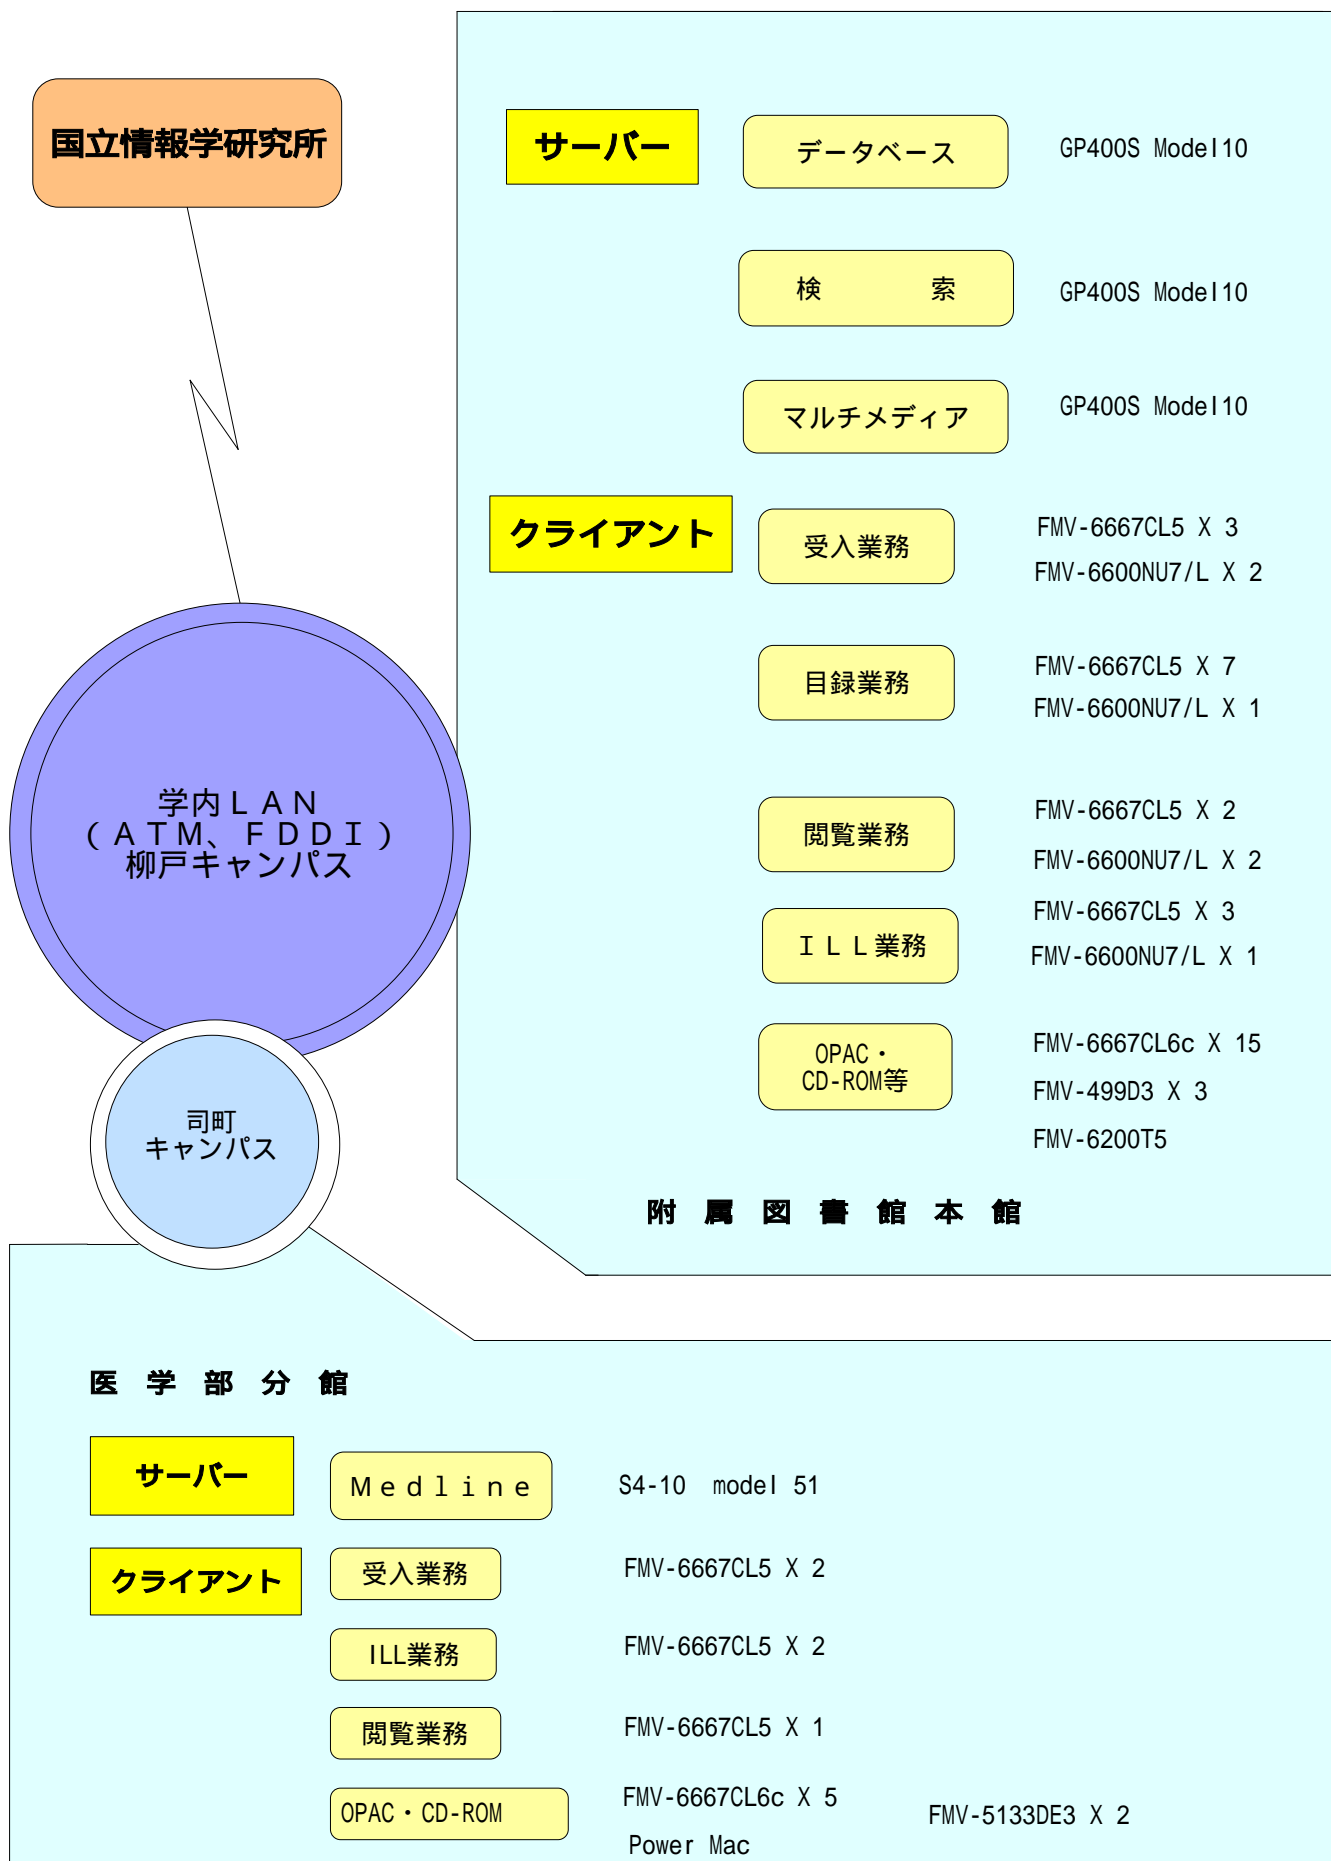 国立情報学研究所
サーバー
データベース
GP400S Model10
検　　　　索
GP400S Model10
マルチメディア
GP400S Model10
クライアント
受入業務
FMV-6667CL5 X 3
FMV-6600NU7/L X 2
目録業務
FMV-6667CL5 X 7
FMV-6600NU7/L X 1
閲覧業務
FMV-6667CL5 X 2
FMV-6600NU7/L X 2
ＩＬＬ業務
FMV-6667CL5 X 3
FMV-6600NU7/L X 1
OPAC・
CD-ROM等
FMV-6667CL6c X 15
FMV-499D3 X 3
FMV-6200T5
附　属　図　書　館　本　館
学内ＬＡＮ
（ＡＴＭ、ＦＤＤＩ）
柳戸キャンパス
司町
キャンパス
医　学　部　分　館
サーバー
Ｍｅｄｌｉｎｅ
S4-10　model 51
クライアント
受入業務
FMV-6667CL5 X 2
ILL業務
FMV-6667CL5 X 2
閲覧業務
FMV-6667CL5 X 1
OPAC・CD-ROM
FMV-6667CL6c X 5
FMV-5133DE3 X 2
Power Mac